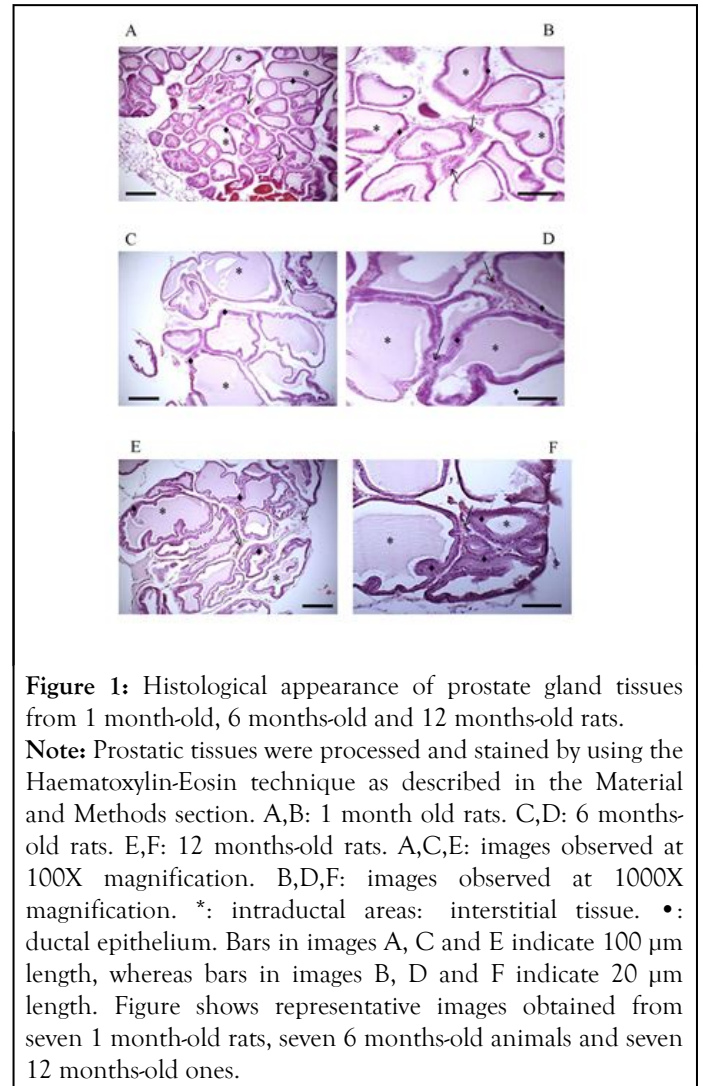 A B
C D
E F
Figure 1: Histological appearance of prostate gland tissues
from 1 month-old, 6 months-old and 12 months-old rats.
Note: Prostatic tissues were processed and stained by using the
Haematoxylin-Eosin technique as described in the Material
and Methods section. A,B: 1 month old rats. C,D: 6 months-
old rats. E,F: 12 months-old rats. A,C,E: images observed at
100X magnification. B,D,F: images observed at 1000X
magnification. *: intraductal areas: interstitial tissue. •:
ductal epithelium. Bars in images A, C and E indicate 100 μm
length, whereas bars in images B, D and F indicate 20 μm
length. Figure shows representative images obtained from
seven 1 month-old rats, seven 6 months-old animals and seven
12 months-old ones.